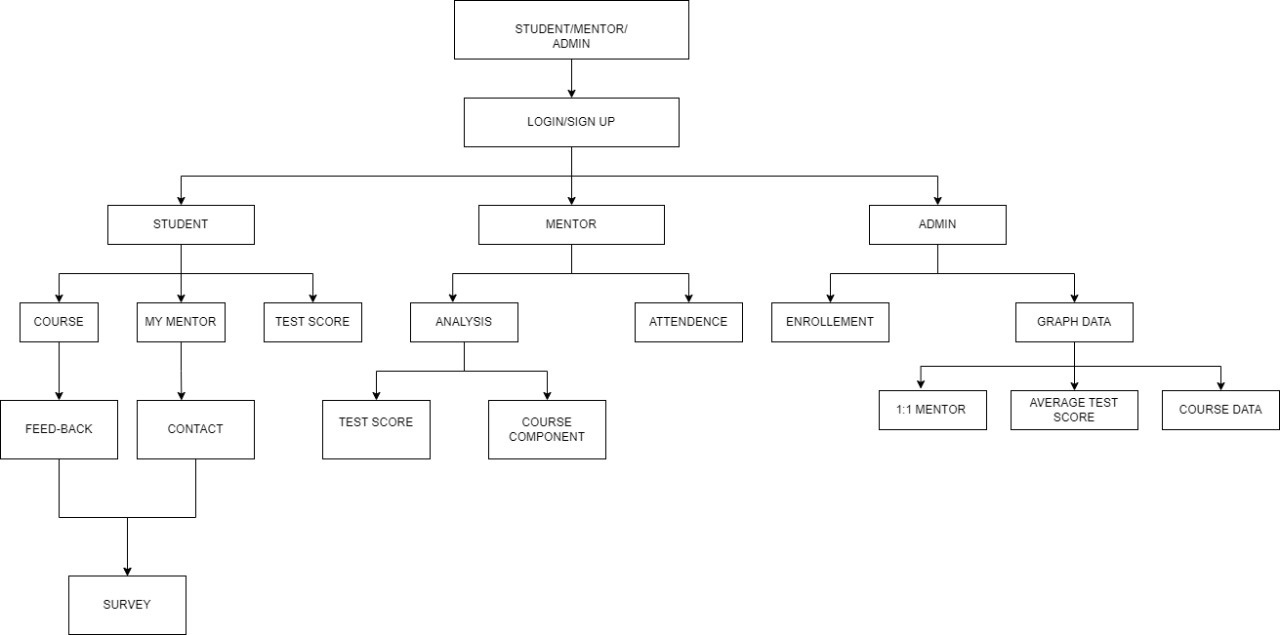 STUDENT/MENTOR/
ADMIN
LOGIN/SIGN UP
STUDENT
MENTOR
ADMIN
COURSE
MY MENTOR
TEST SCORE
ANALYSIS
ATTENDENCE
ENROLLEMENT
GRAPH DATA
FEED-BACK
CONTACT
TEST SCORE
COURSE
COMPONENT
1:1 MENTOR
AVERAGE TEST
SCORE
COURSE DATA
SURVEY